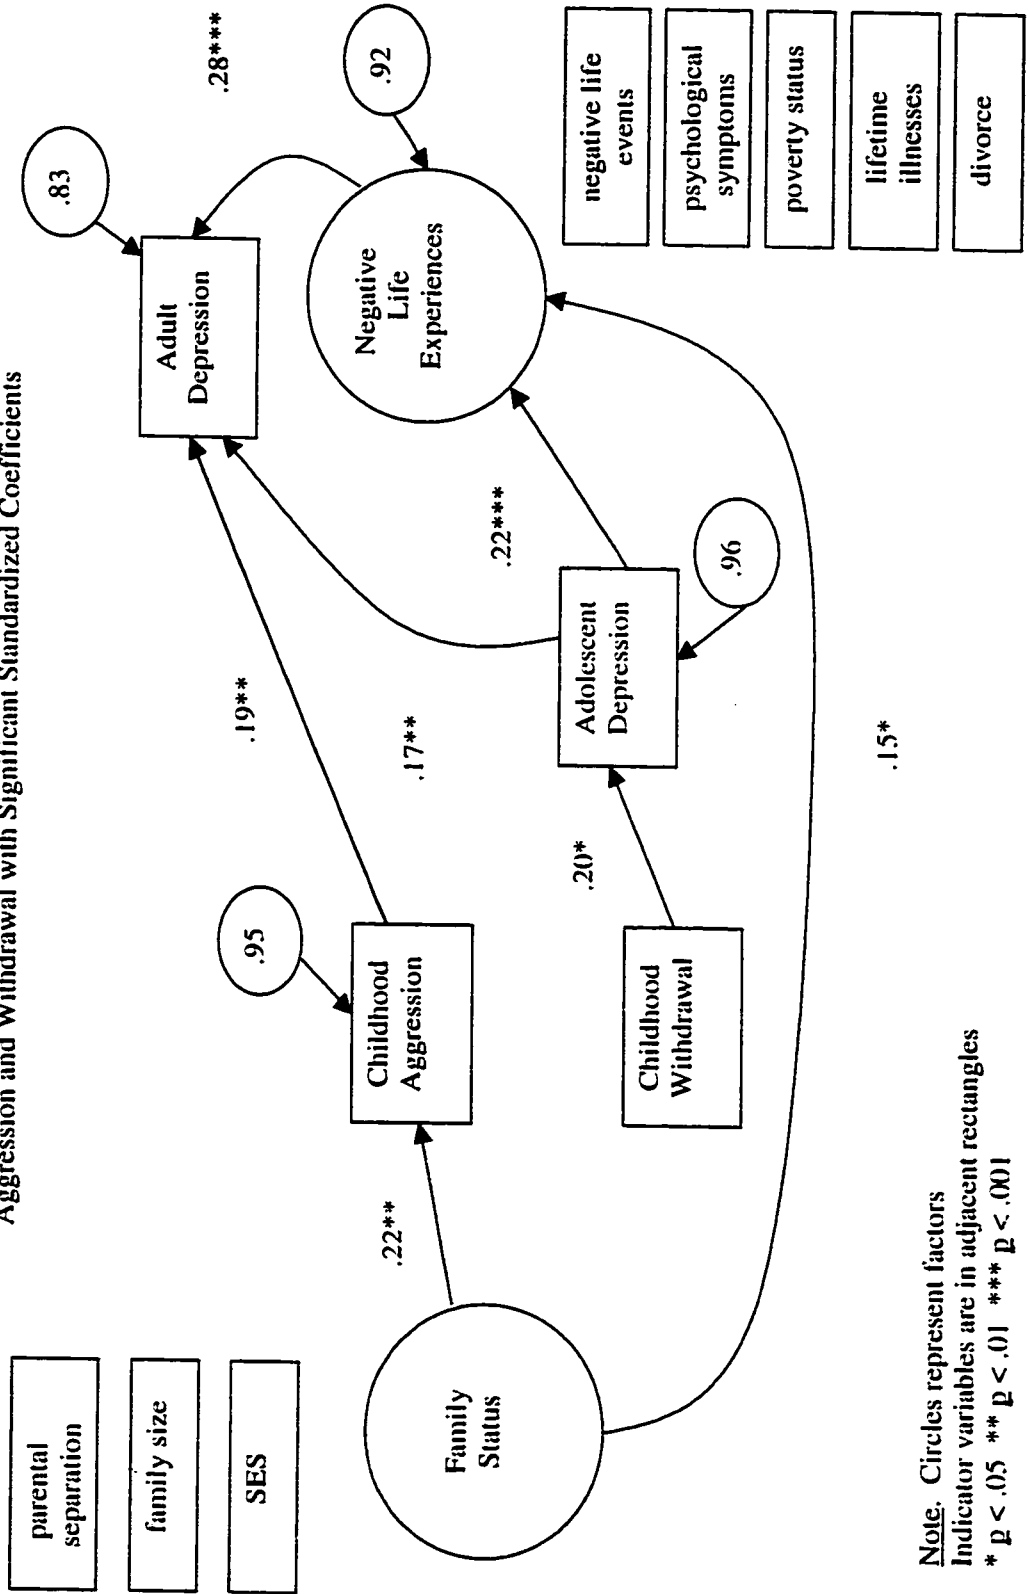 Aggression and Withdrawal with Significant Standardized Coefficients
parental
separation
family size
SES
Family
Status
.22**
.95
Childhood
Aggression
.19**
.83
Adult
Depression
.28***
.92
Negative
Life
Experiences
.17**
.22***
Childhood
Withdrawal
.20*
Adolescent
Depression
.96
.15*
negative life
events
psychological
symptoms
poverty status
lifetime
illnesses
divorce
Note. Circles represent factors
Indicator variables are in adjacent rectangles
* p < .05 ** p < .01 *** p < .001